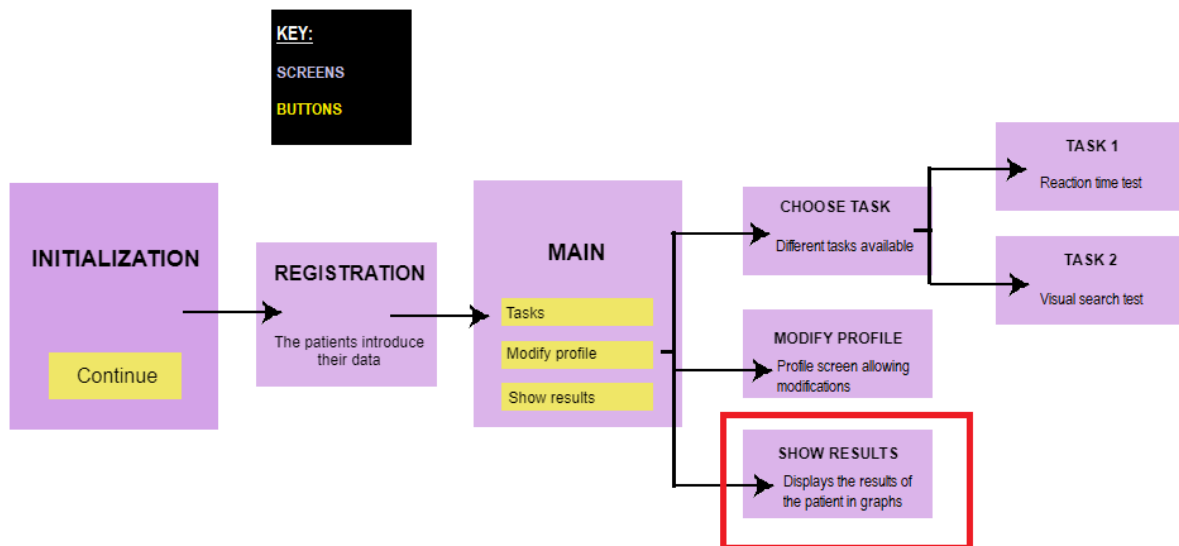 KEY:
SCREENS
BUTTONS
INITIALIZATION
Continue
REGISTRATION
The patients introduce
their data
MAIN
Tasks
Modify profile
Show results
CHOOSE TASK
Different tasks available
MODIFY PROFILE
Profile screen allowing
modifications
SHOW RESULTS
Displays the results of
the patient in graphs
TASK 1
Reaction time test
TASK 2
Visual search test